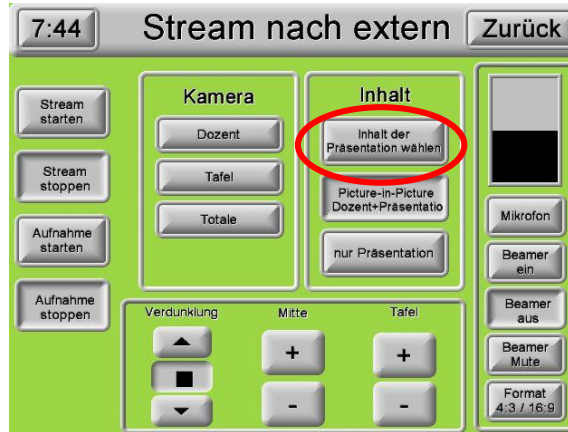 7:44
Stream nach extern
Zurück
Stream
starten
Stream
stoppen
Aufnahme
starten
Aufnahme
stoppen
Kamera
Dozent
Tafel
Totale
Inhalt
Inhalt der
Präsentation wählen
Picture-in-Picture
Dozent+Präsentatio
nur Präsentation
Mikrofon
Beamer
ein
Beamer
aus
Beamer
Mute
Format
4:3 / 16:9
Verdunklung
Mitte
Tafel
+
+
-
-